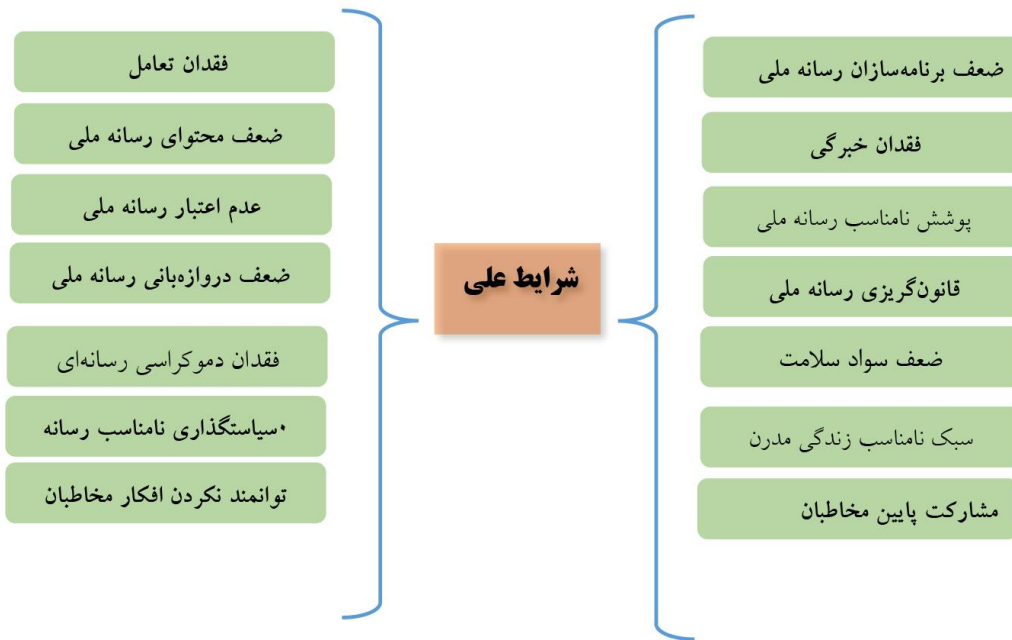 ضعف برنامه‌سازان رسانه ملی
فقدان خبرگی
پوشش نامناسب رسانه ملی
قانون‌گریزی رسانه ملی
ضعف سواد سلامت
سبک نامناسب زندگی مدرن
مشارکت پایین مخاطبان
شرایط علی
فقدان تعامل
ضعف محتوای رسانه ملی
عدم اعتبار رسانه ملی
ضعف دروازه‌بانی رسانه ملی
فقدان دموکراسی رسانه‌ای
•سیاستگذاری نامناسب رسانه
توانمند نکردن افکار مخاطبان